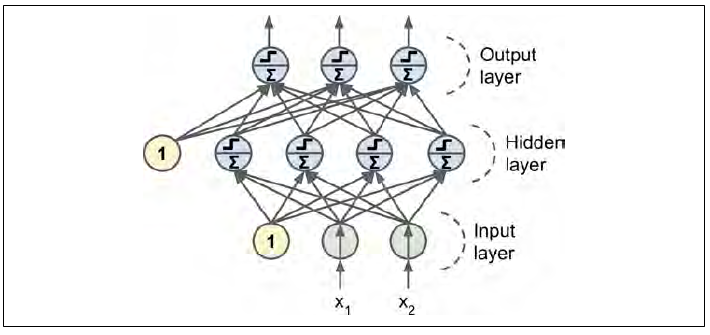 Output
layer
Σ Σ Σ
Hidden
layer
1 Σ Σ Σ Σ
Input
layer
1
x1 x2